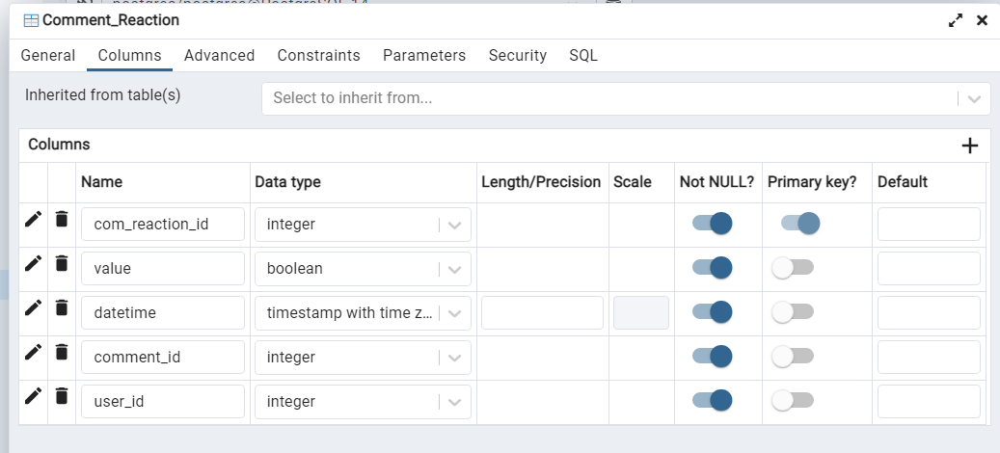 Comment_Reaction
General Columns Advanced Constraints Parameters Security SQL
Inherited from table(s) Select to inherit from...
Columns
Name Data type Length/Precision Scale Not NULL? Primary key? Default
com_reaction_id integer
value boolean
datetime timestamp with time z...
comment_id integer
user_id integer